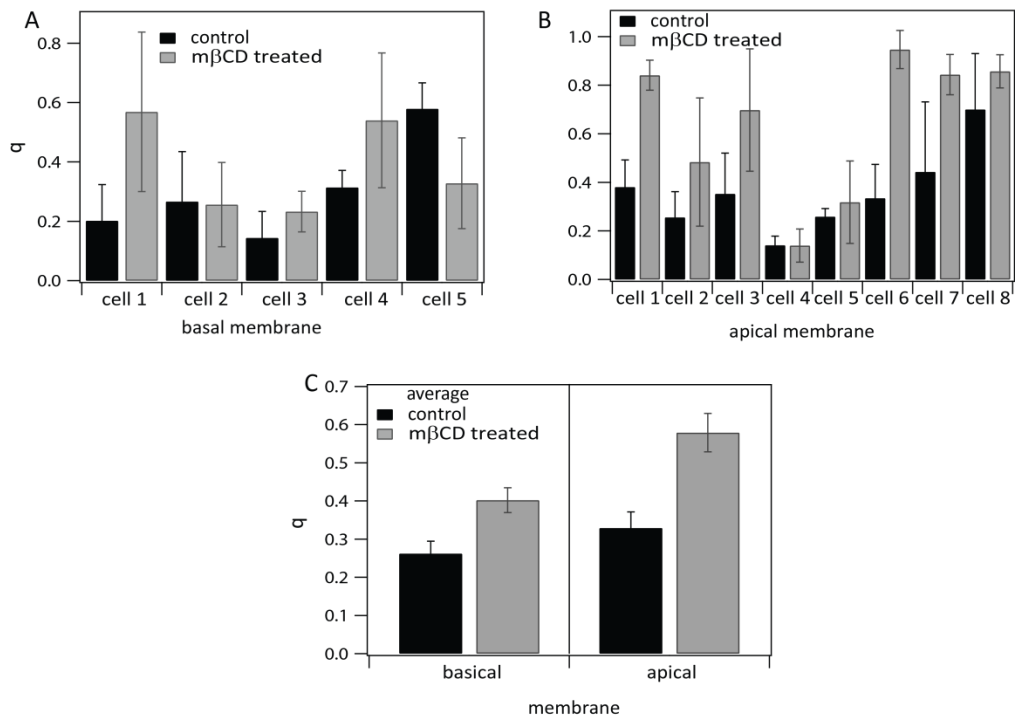 A
control
mβCD treated
0.8
0.6
0.4
0.2
0.0
q
cell 1 cell 2 cell 3 cell 4 cell 5
basal membrane
B
control
mβCD treated
1.0
0.8
0.6
0.4
0.2
0.0
cell 1 cell 2 cell 3 cell 4 cell 5 cell 6 cell 7 cell 8
apical membrane
C
average
control
mβCD treated
0.7
0.6
0.5
0.4
0.3
0.2
0.1
0.0
q
basical apical
membrane